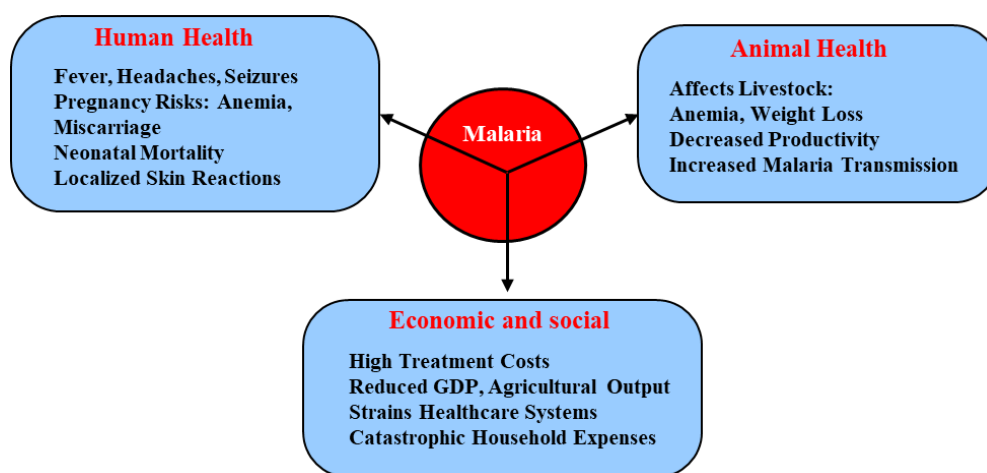 Human Health
Fever, Headaches, Seizures
Pregnancy Risks: Anemia,
Miscarriage
Neonatal Mortality
Localized Skin Reactions
Malaria
Animal Health
Affects Livestock:
Anemia, Weight Loss
Decreased Productivity
Increased Malaria Transmission
Economic and social
High Treatment Costs
Reduced GDP, Agricultural Output
Strains Healthcare Systems
Catastrophic Household Expenses